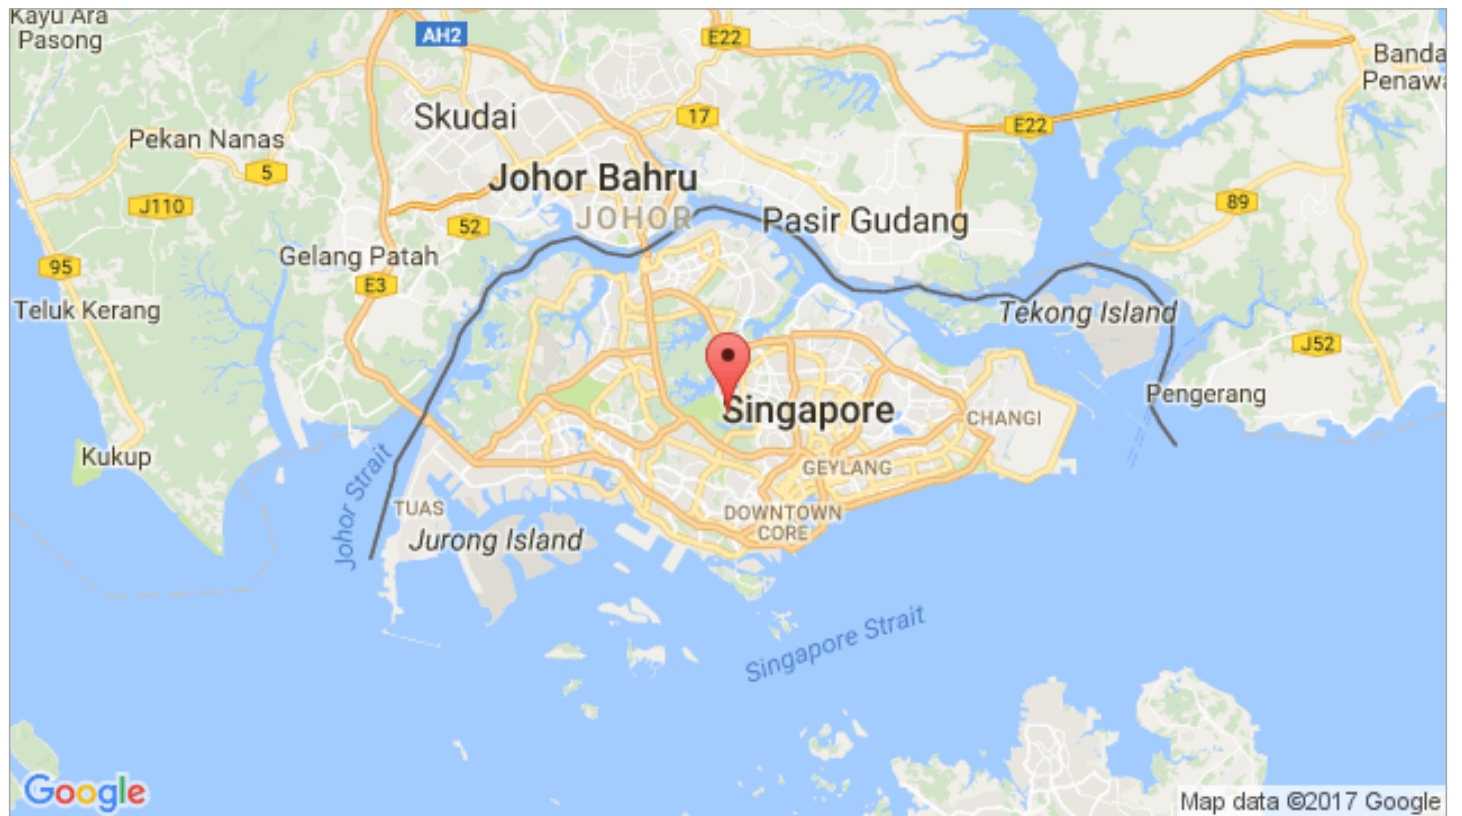 Kayu Ara
Pasong
AH2
E22
Banda
Penawa
Skudai
17
E22
Pekan Nanas
5
Johor Bahru
J110
89
JOHOR
Pasir Gudang
52
Gelang Patah
95
E3
Teluk Kerang
Tekong Island
J52
Pengerang
Singapore
CHANGI
Kukup
GEYLANG
Johor Strait
TUAS
DOWNTOWN
CORE
Jurong Island
Singapore Strait
Google
Map data ©2017 Google